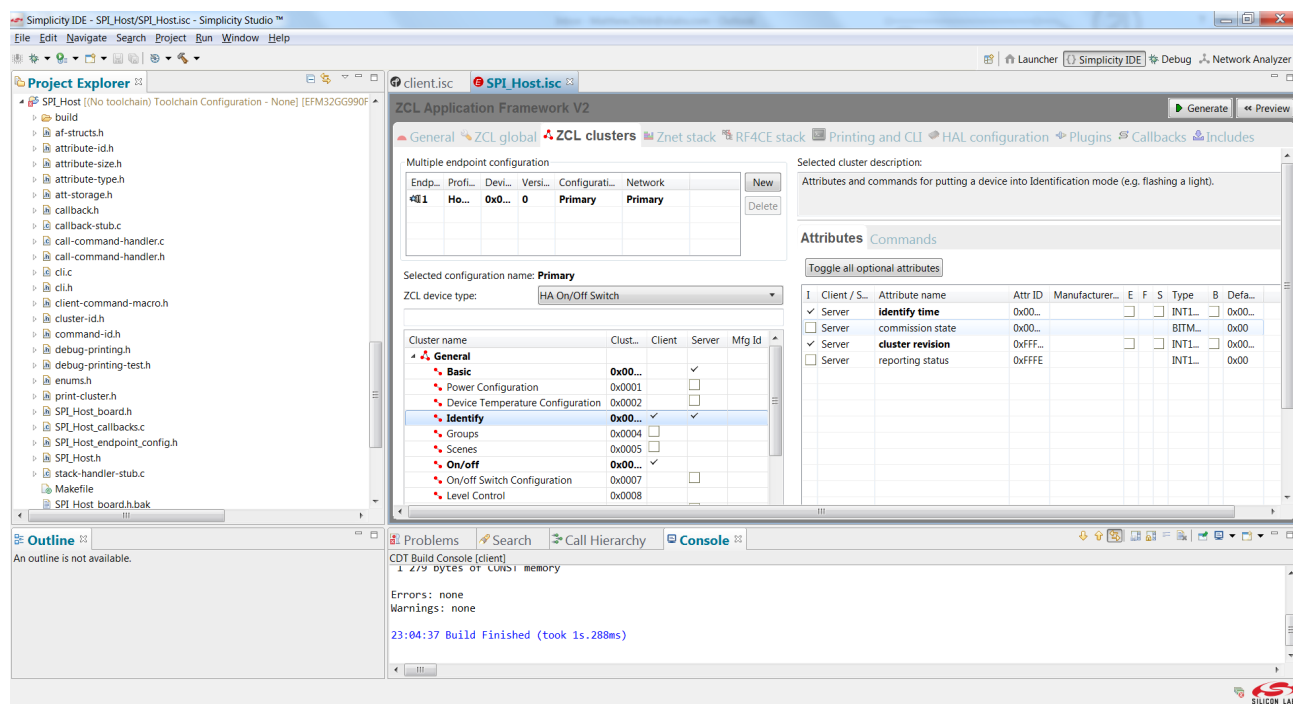 Simplicity IDE - SPI_Host/SPI_Host.isc - Simplicity Studio ™
File Edit Navigate Search Project Run Window Help
Launcher Simplicity IDE Debug Network Analyzer
Project Explorer
SPI_Host [(No toolchain) Toolchain Configuration - None] [EFM32GG990F
build
af-structs.h
attribute-id.h
attribute-size.h
attribute-type.h
att-storage.h
callback.h
callback-stub.c
call-command-handler.c
call-command-handler.h
cli.c
cli.h
client-command-macro.h
cluster-id.h
command-id.h
debug-printing.h
debug-printing-test.h
enums.h
print-cluster.h
SPI_Host_board.h
SPI_Host_callbacks.c
SPI_Host_endpoint_config.h
SPI_Host.h
stack-handler-stub.c
Makefile
SPI_Host_board.h.bak
Outline
An outline is not available.
client.isc SPI_Host.isc
ZCL Application Framework V2
Generate Preview
General ZCL global ZCL clusters Znet stack RF4CE stack Printing and CLI HAL configuration Plugins Callbacks Includes
Multiple endpoint configuration
Endp... Profi... Devi... Versi... Configurati... Network
1 Ho... 0x0... 0 Primary Primary
New
Delete
Selected configuration name: Primary
ZCL device type: HA On/Off Switch
Cluster name Clust... Client Server Mfg Id
General
Basic 0x00...
Power Configuration 0x0001
Device Temperature Configuration 0x0002
Identify 0x00...
Groups 0x0004
Scenes 0x0005
On/off 0x00...
On/off Switch Configuration 0x0007
Level Control 0x0008
Selected cluster description:
Attributes and commands for putting a device into Identification mode (e.g. flashing a light).
Attributes Commands
Toggle all optional attributes
I Client / S... Attribute name Attr ID Manufacturer... E F S Type B Defa...
Server identify time 0x00... INT1... 0x00...
Server commission state 0x00... BITM... 0x00
Server cluster revision 0xFFF... INT1... 0x00...
Server reporting status 0xFFFE INT1... 0x00
Problems Search Call Hierarchy Console
CDT Build Console [client]
1 279 bytes of CONST memory
Errors: none
Warnings: none
23:04:37 Build Finished (took 1s.288ms)
SILICON LAB